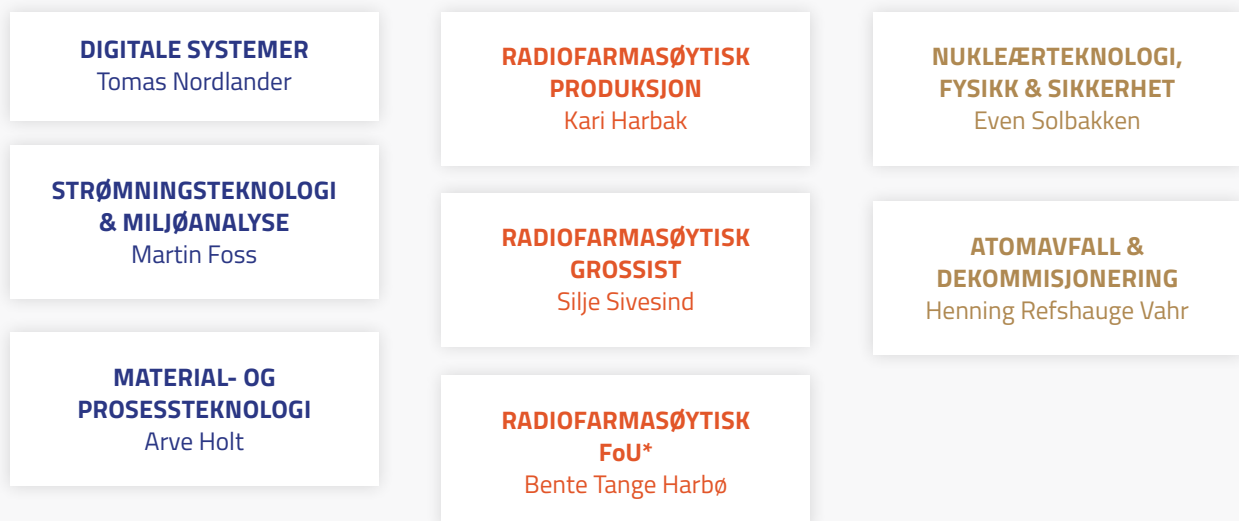 DIGITALE SYSTEMER
Tomas Nordlander
STRØMNINGSTEKNOLOGI
& MILJØANALYSE
Martin Foss
MATERIAL- OG
PROSESSTEKNOLOGI
Arve Holt
RADIOFARMASØYTISK
PRODUKSJON
Kari Harbak
RADIOFARMASØYTISK
GROSSIST
Silje Sivesind
RADIOFARMASØYTISK
FoU*
Bente Tange Harbø
NUKLEÆRTEKNOLOGI,
FYSIKK & SIKKERHET
Even Solbakken
ATOMAVFALL &
DEKOMMISJONERING
Henning Refshauge Vahr